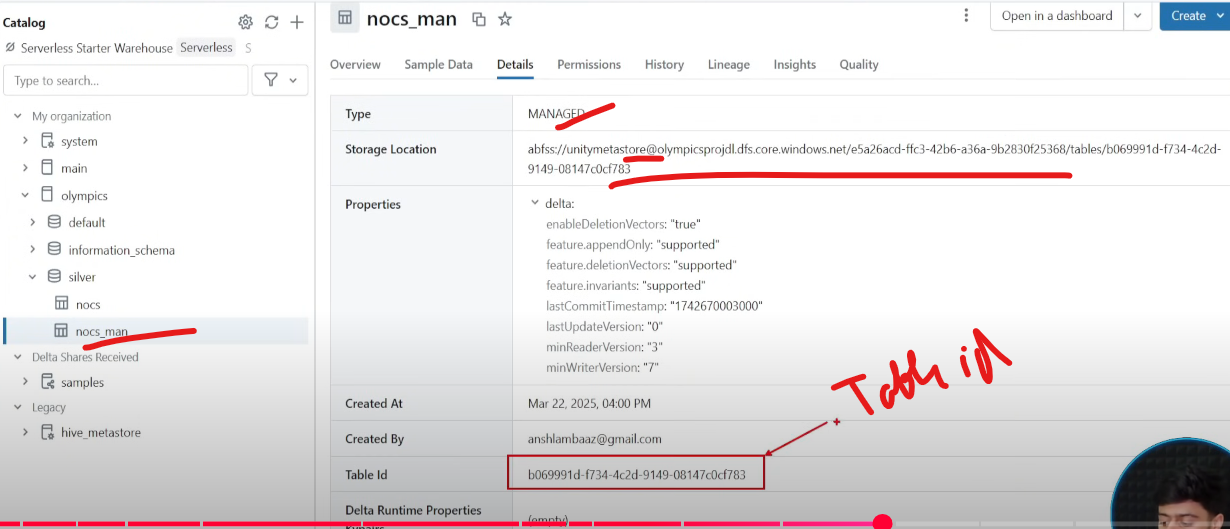 Catalog
Serverless Starter Warehouse Serverless S
Type to search...
My organization
system
main
olympics
default
information_schema
silver
nocs
nocs_man
Delta Shares Received
samples
Legacy
hive_metastore
nocs_man
Open in a dashboard
Create
Overview Sample Data Details Permissions History Lineage Insights Quality
Type MANAGED
Storage Location abfss://unitymetastore@olympicsprojdl.dfs.core.windows.net/e5a26acd-ffc3-42b6-a36a-9b2830f25368/tables/b069991d-f734-4c2d-
9149-08147c0cf783
Properties delta:
enableDeletionVectors: "true"
feature.appendOnly: "supported"
feature.deletionVectors: "supported"
feature.invariants: "supported"
lastCommitTimestamp: "1742670003000"
lastUpdateVersion: "0"
minReaderVersion: "3"
minWriterVersion: "7"
Created At Mar 22, 2025, 04:00 PM
Created By anshlambaaz@gmail.com
Table Id b069991d-f734-4c2d-9149-08147c0cf783
Table id
Delta Runtime Properties (empty)